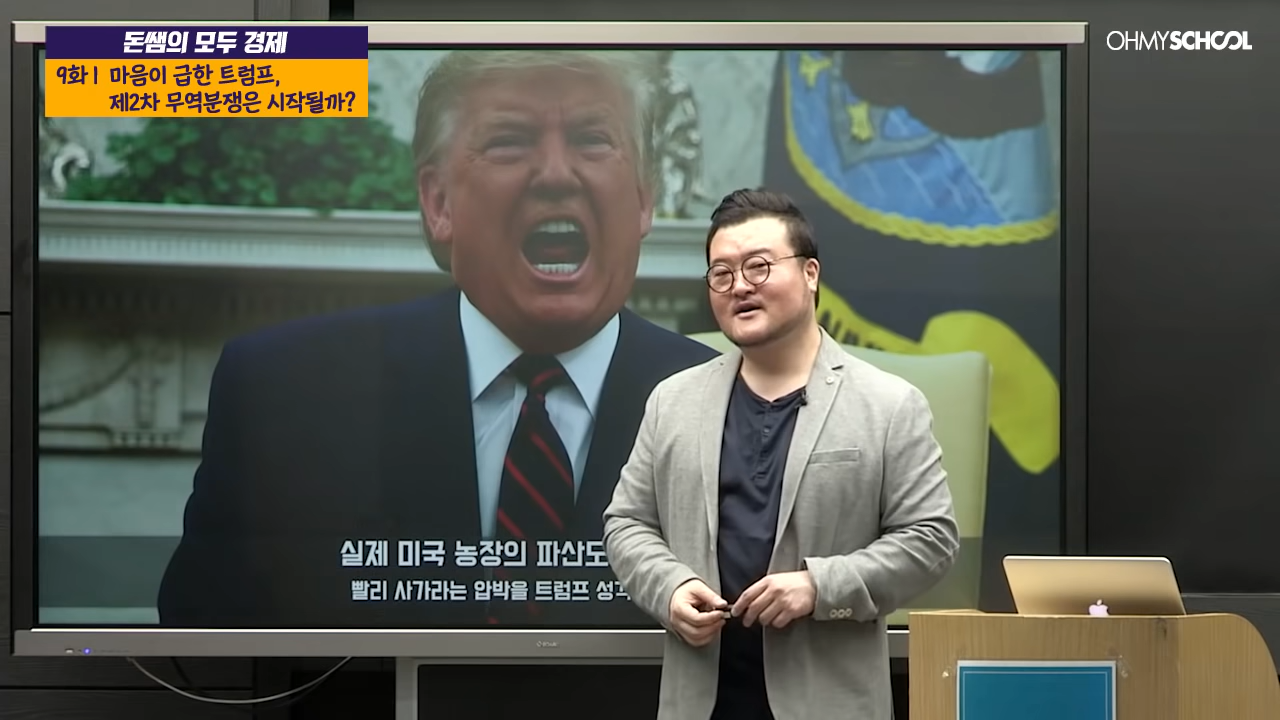 돈쌤의 모두 경제
9화 | 마음이 급한 트럼프,
제2차 무역분쟁은 시작될까?
OHMYSCHOOL
실제 미국 농장의 파산도
빨리 사가라는 압박을 트럼프